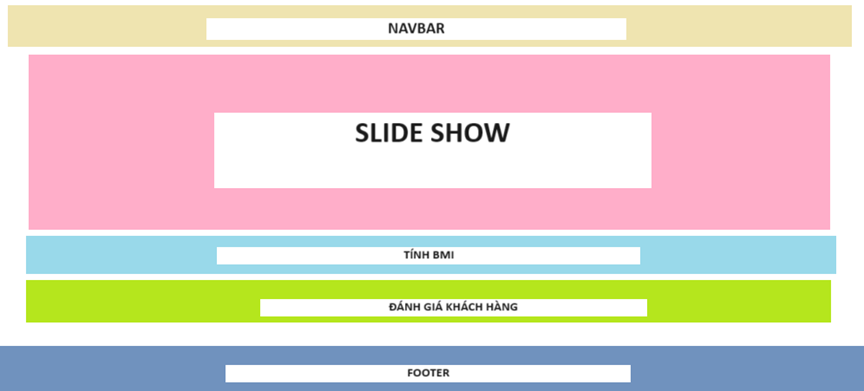 NAVBAR
SLIDE SHOW
TÍNH BMI
ĐÁNH GIÁ KHÁCH HÀNG
FOOTER